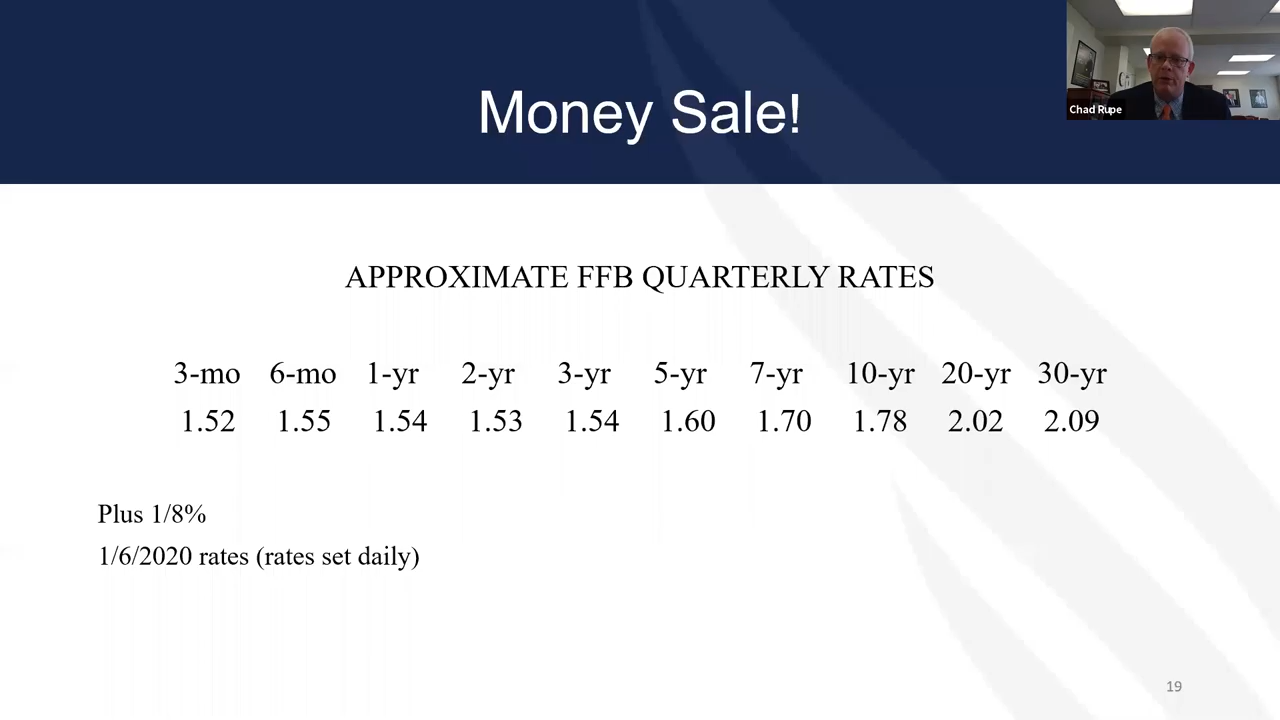 Money Sale!
Chad Rupe
APPROXIMATE FFB QUARTERLY RATES
3-mo 6-mo 1-yr 2-yr 3-yr 5-yr 7-yr 10-yr 20-yr 30-yr
1.52 1.55 1.54 1.53 1.54 1.60 1.70 1.78 2.02 2.09
Plus 1/8%
1/6/2020 rates (rates set daily)
19